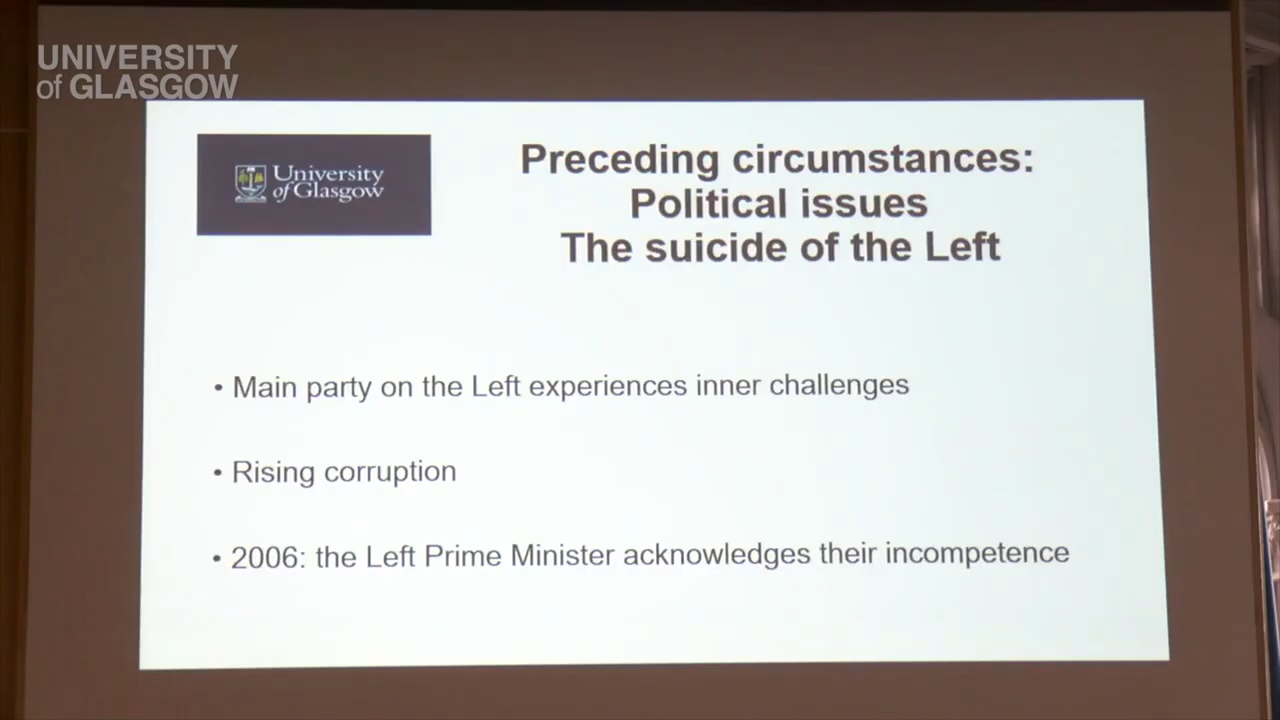 UNIVERSITY
of GLASGOW
University
of Glasgow
Preceding circumstances:
Political issues
The suicide of the Left
• Main party on the Left experiences inner challenges
• Rising corruption
• 2006: the Left Prime Minister acknowledges their incompetence